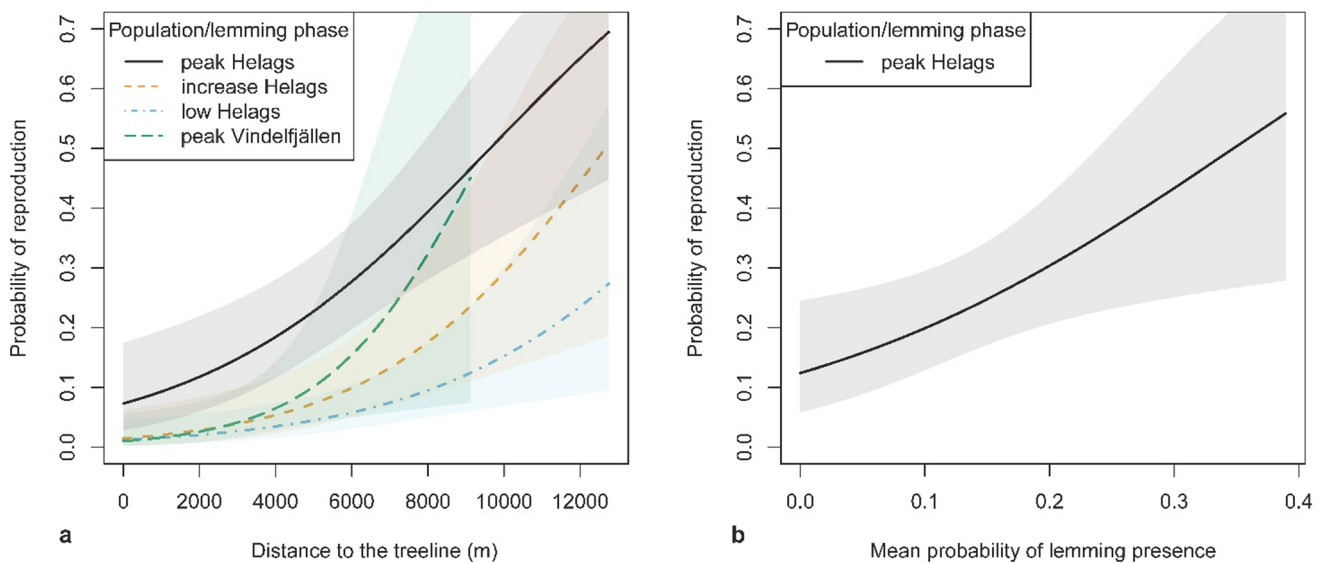 Population/lemming phase
peak Helags
increase Helags
low Helags
peak Vindelfjällen
Probability of reproduction
0.0
0.1
0.2
0.3
0.4
0.5
0.6
0.7
0 2000 4000 6000 8000 10000 12000
a
Distance to the treeline (m)
Population/lemming phase
peak Helags
Probability of reproduction
0.0
0.1
0.2
0.3
0.4
0.5
0.6
0.7
0.0 0.1 0.2 0.3 0.4
b
Mean probability of lemming presence